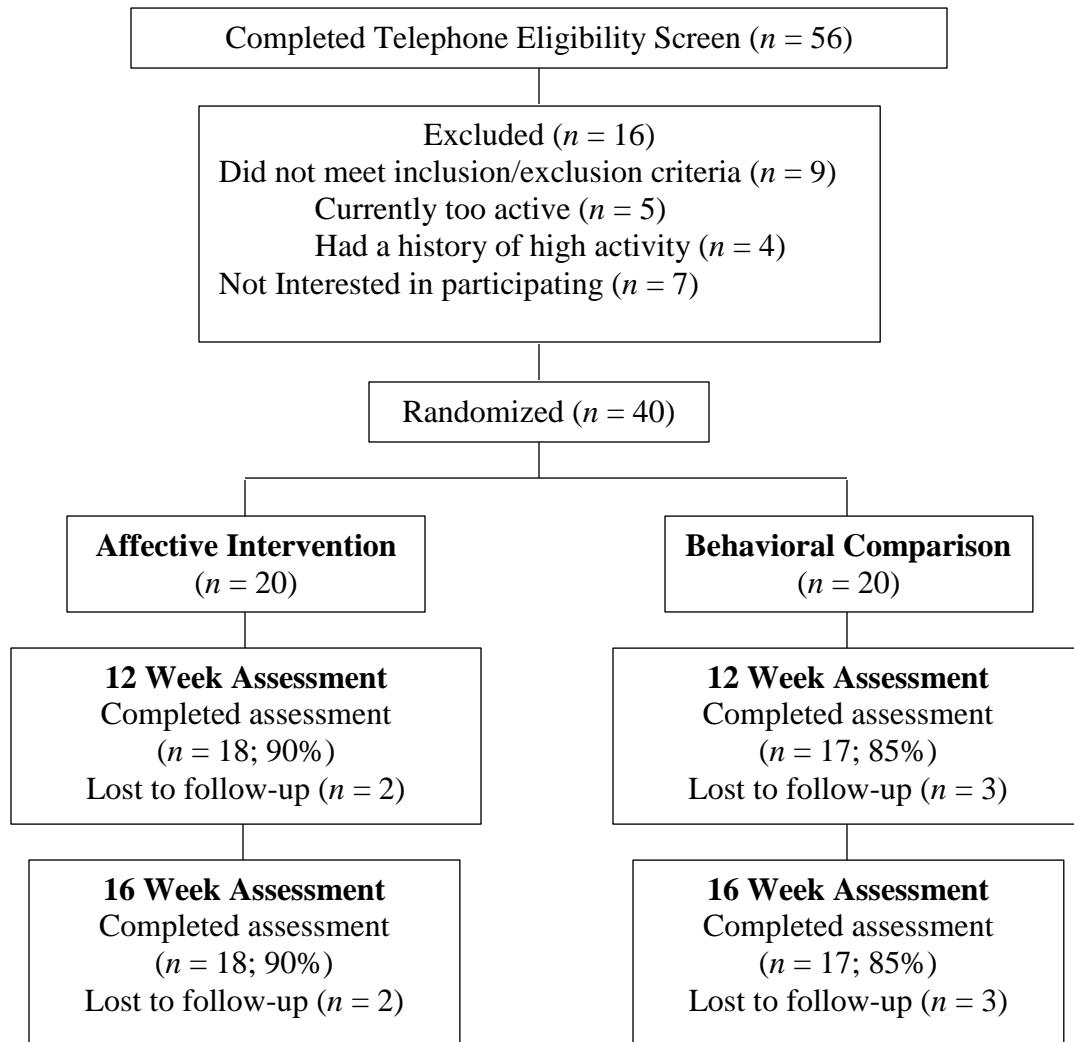 Completed Telephone Eligibility Screen (n = 56)
Excluded (n = 16)
Did not meet inclusion/exclusion criteria (n = 9)
Currently too active (n = 5)
Had a history of high activity (n = 4)
Not Interested in participating (n = 7)
Randomized (n = 40)
Affective Intervention
(n = 20)
Behavioral Comparison
(n = 20)
12 Week Assessment
Completed assessment
(n = 18; 90%)
Lost to follow-up (n = 2)
12 Week Assessment
Completed assessment
(n = 17; 85%)
Lost to follow-up (n = 3)
16 Week Assessment
Completed assessment
(n = 18; 90%)
Lost to follow-up (n = 2)
16 Week Assessment
Completed assessment
(n = 17; 85%)
Lost to follow-up (n = 3)